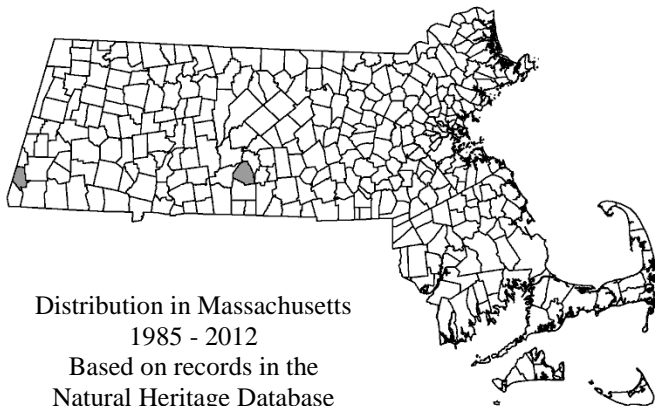 Distribution in Massachusetts
1985 - 2012
Based on records in the
Natural Heritage Database